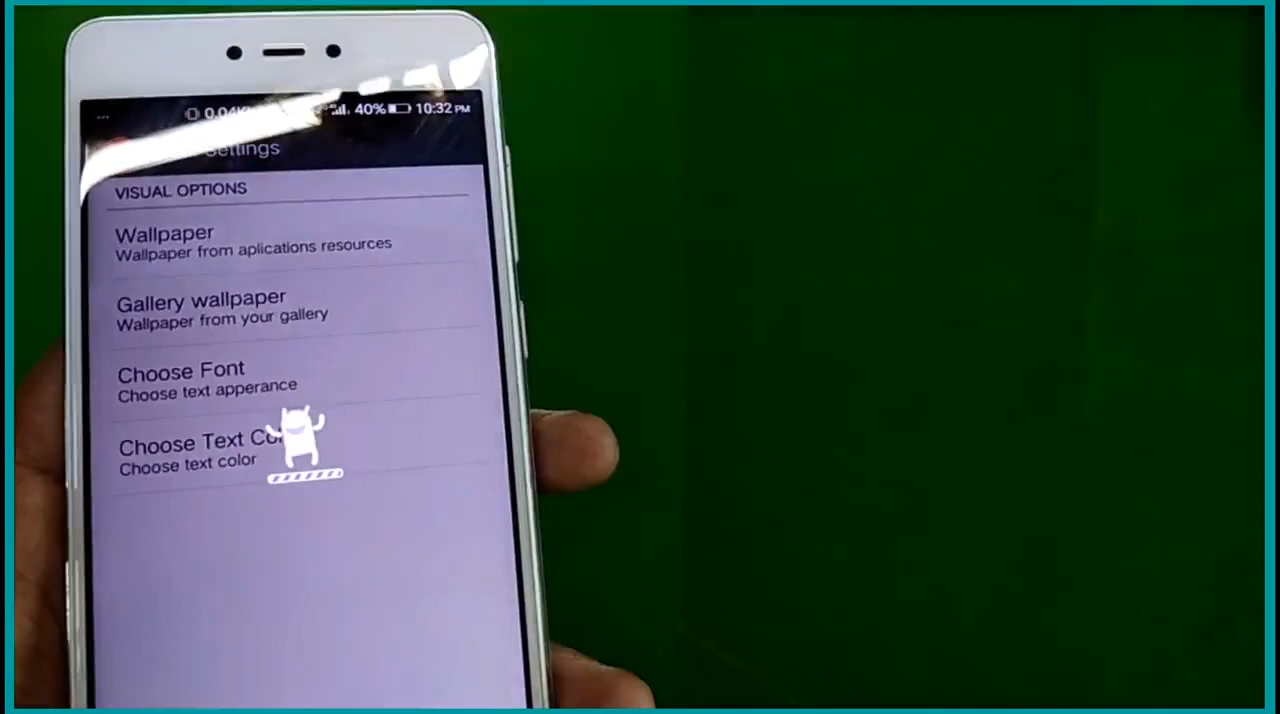 ... 40% 10:32 PM
Settings
VISUAL OPTIONS
Wallpaper
Wallpaper from aplications resources
Gallery wallpaper
Wallpaper from your gallery
Choose Font
Choose text apperance
Choose Text
Choose text color